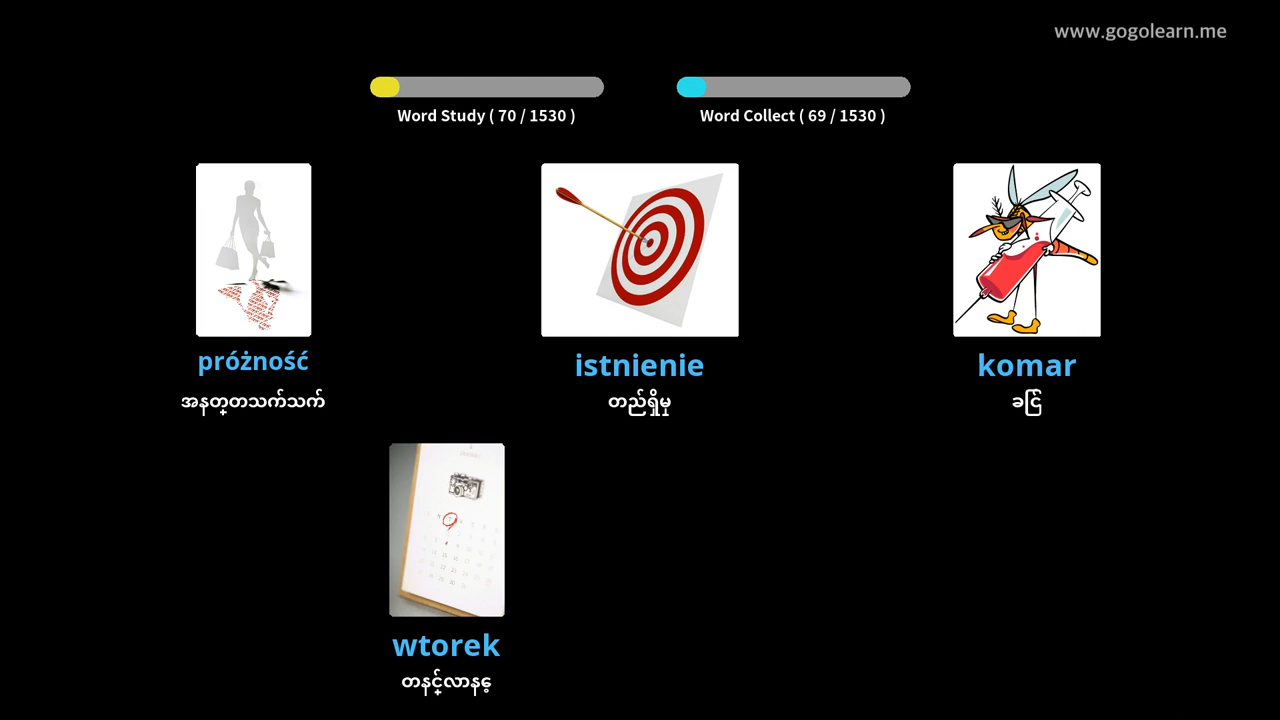 www.gogolearn.me
Word Study ( 70 / 1530 )
Word Collect ( 69 / 1530 )
próżność
istnienie
komar
အနတ္တသက်သက်
တည်ရှိမှု
ခြင်
wtorek
တနင်္လာနေ့